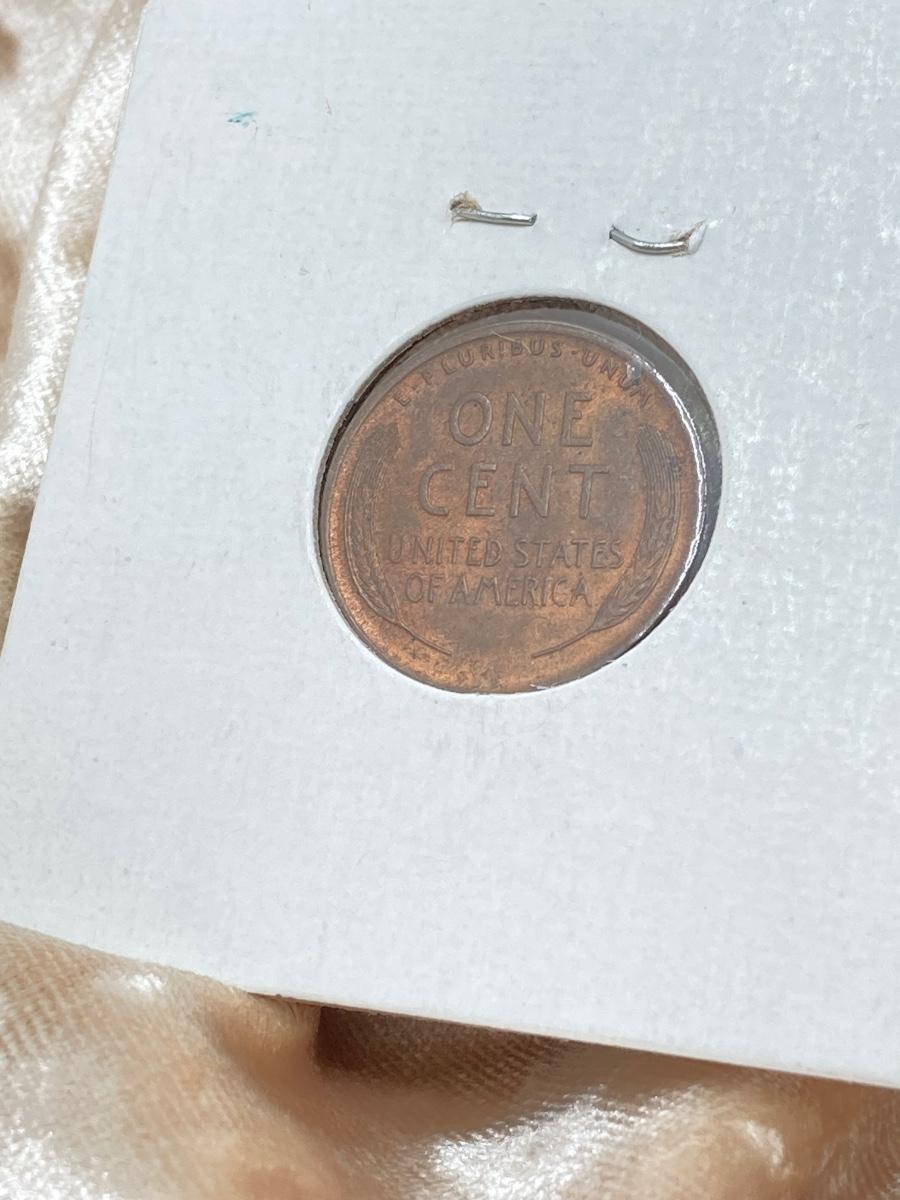 E·PLURIBUS·UNUM
ONE
CENT
UNITED STATES
OF AMERICA